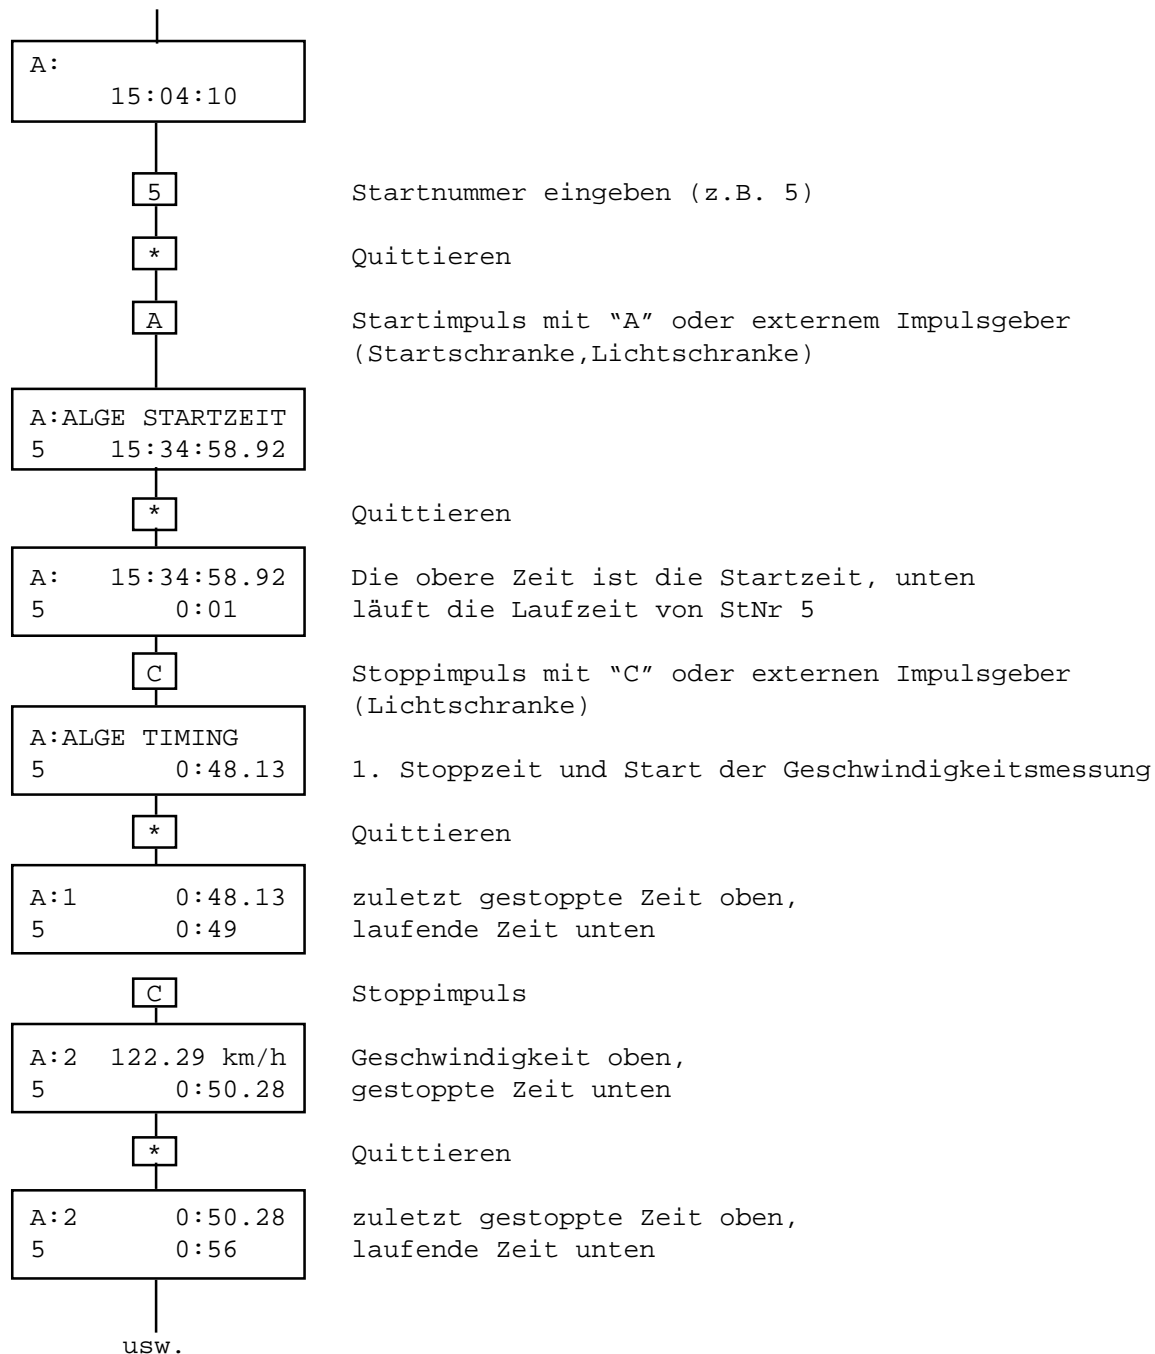 A:
15:04:10
5 Startnummer eingeben (z.B. 5)
* Quittieren
A Startimpuls mit “A” oder externem Impulsgeber
(Startschranke,Lichtschranke)
A:ALGE STARTZEIT
5 15:34:58.92
* Quittieren
A: 15:34:58.92 Die obere Zeit ist die Startzeit, unten
5 0:01 läuft die Laufzeit von StNr 5
C Stoppimpuls mit “C” oder externen Impulsgeber
(Lichtschranke)
A:ALGE TIMING
5 0:48.13 1. Stoppzeit und Start der Geschwindigkeitsmessung
* Quittieren
A:1 0:48.13 zuletzt gestoppte Zeit oben,
5 0:49 laufende Zeit unten
C Stoppimpuls
A:2 122.29 km/h Geschwindigkeit oben,
5 0:50.28 gestoppte Zeit unten
* Quittieren
A:2 0:50.28 zuletzt gestoppte Zeit oben,
5 0:56 laufende Zeit unten
usw.